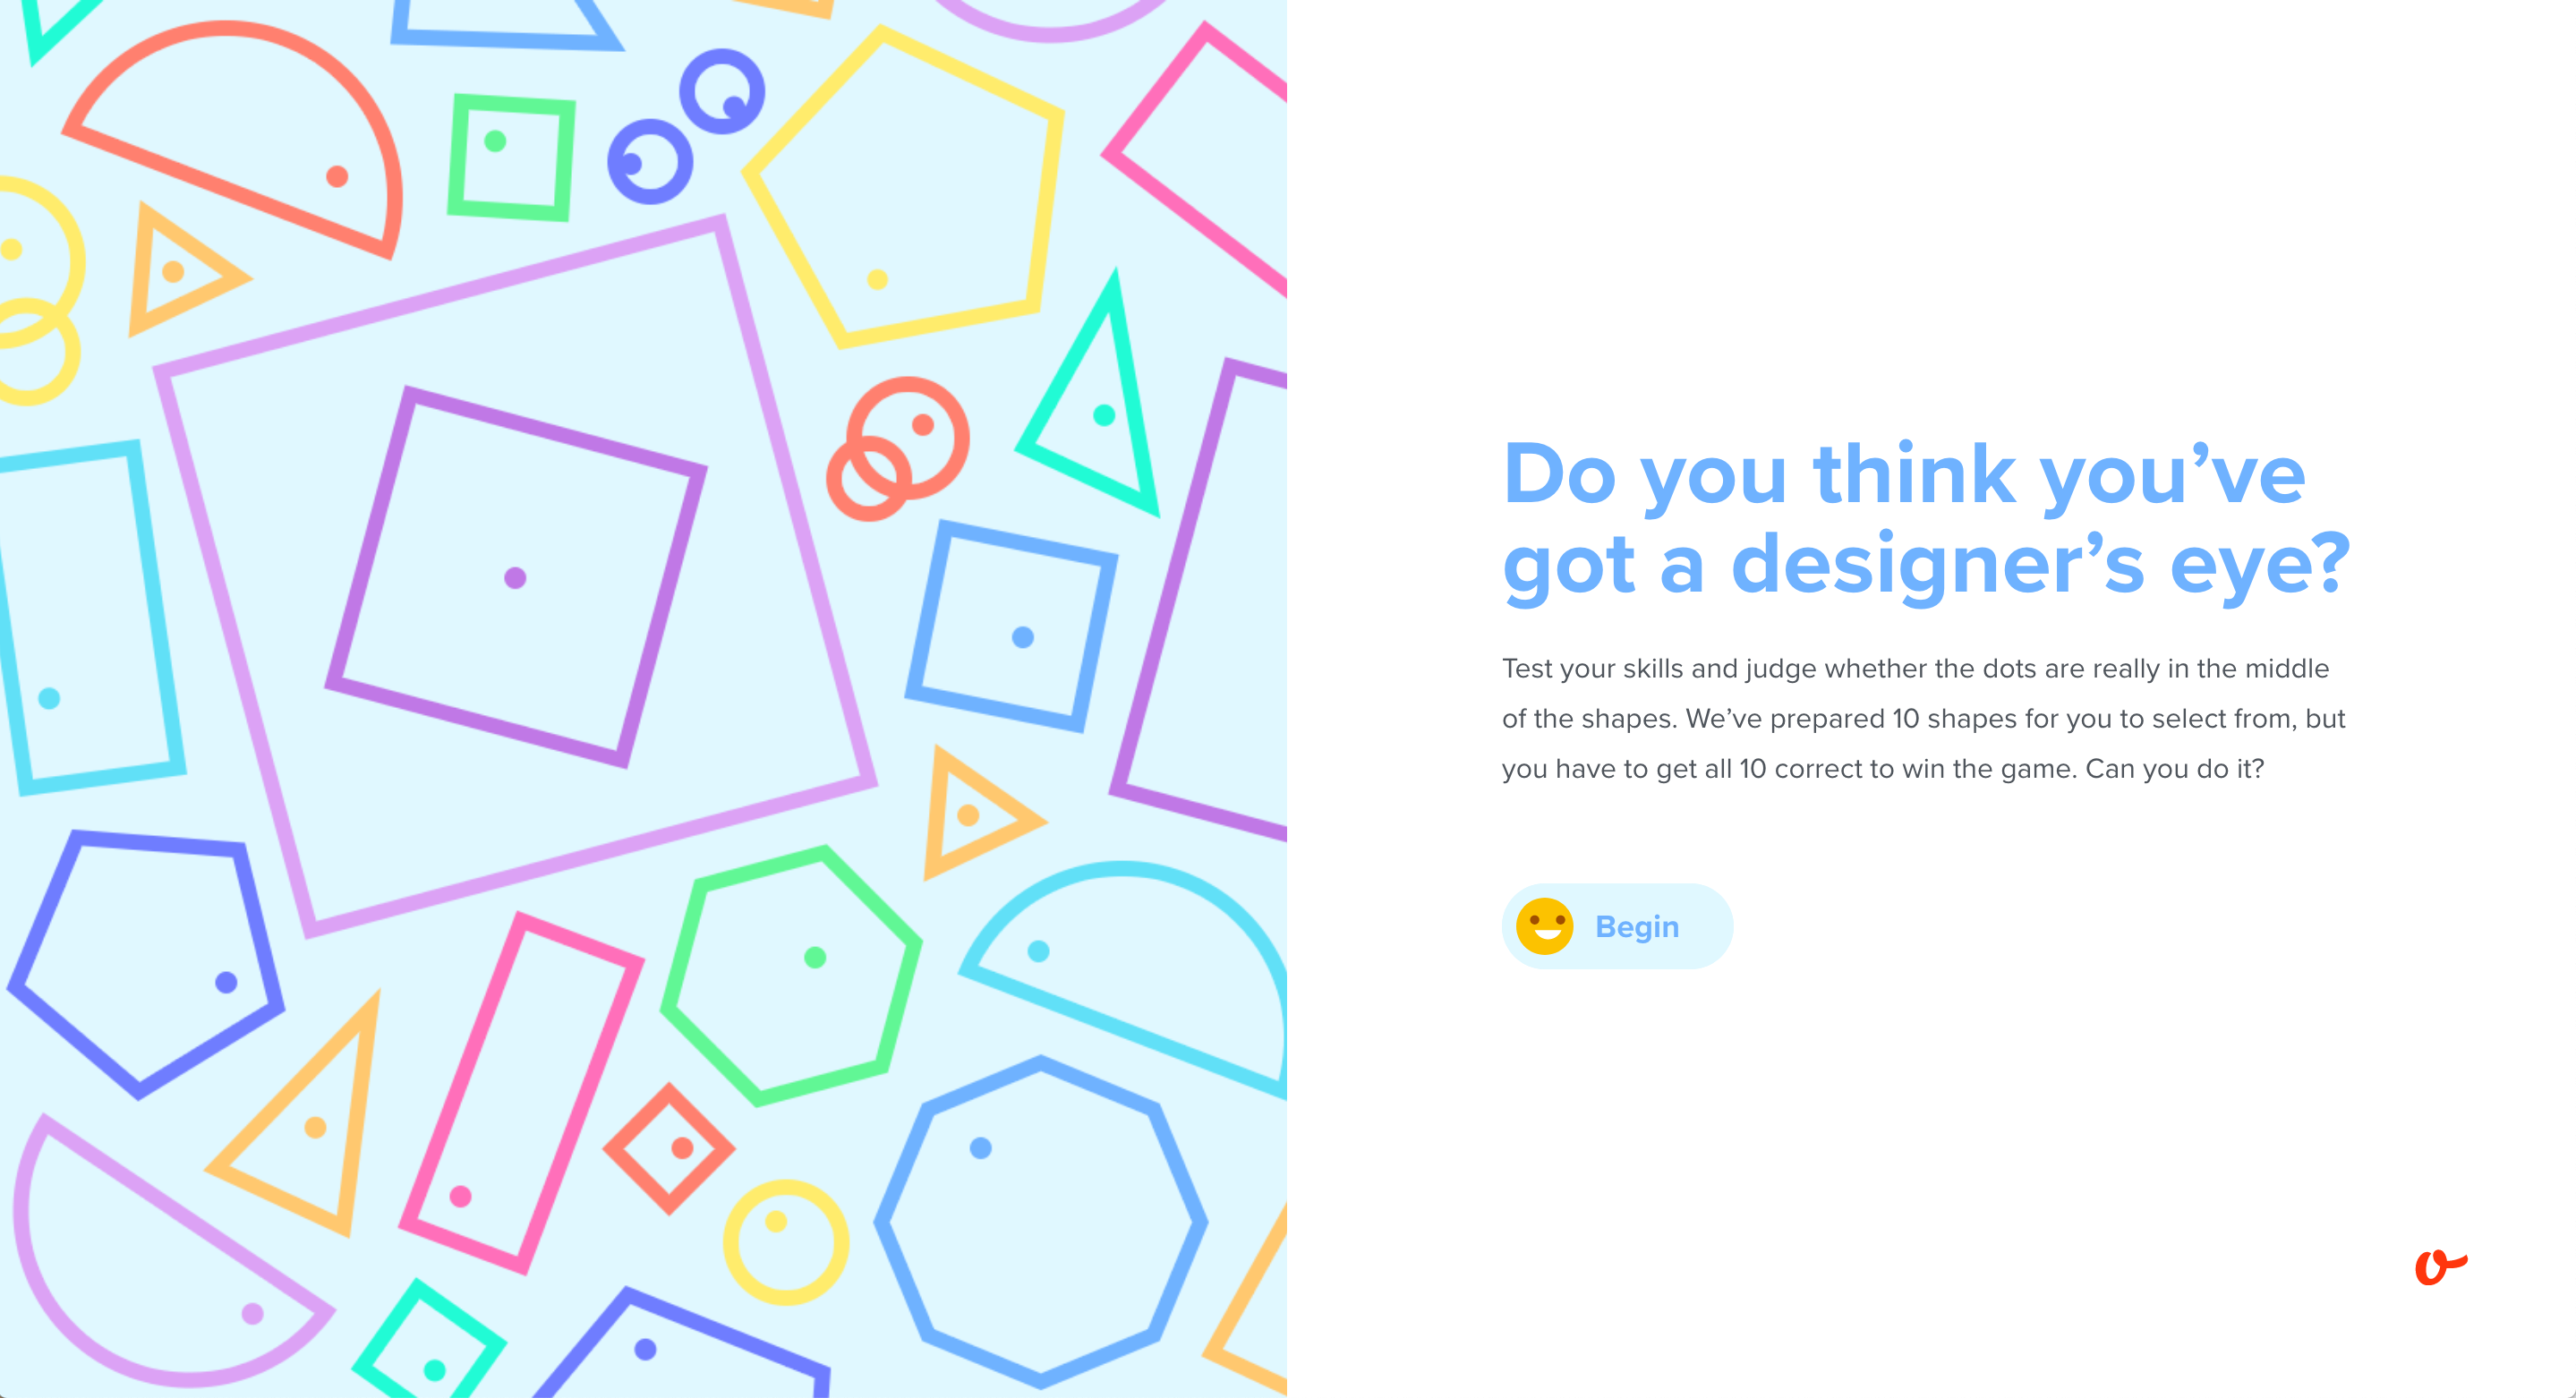 Do you think you’ve
got a designer’s eye?
Test your skills and judge whether the dots are really in the middle
of the shapes. We’ve prepared 10 shapes for you to select from, but
you have to get all 10 correct to win the game. Can you do it?
Begin